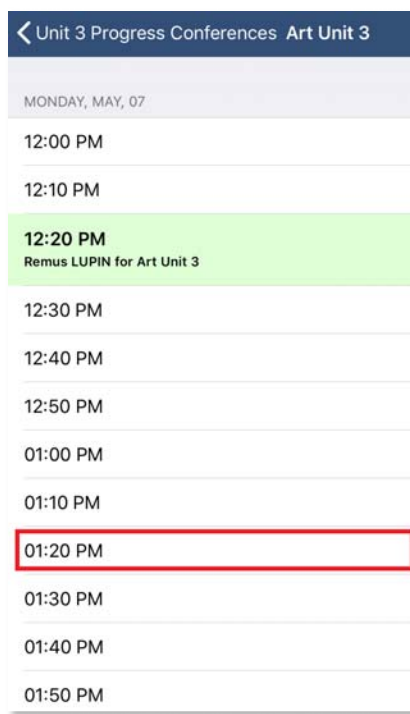 Unit 3 Progress Conferences Art Unit 3
MONDAY, MAY, 07
12:00 PM
12:10 PM
12:20 PM
Remus LUPIN for Art Unit 3
12:30 PM
12:40 PM
12:50 PM
01:00 PM
01:10 PM
01:20 PM
01:30 PM
01:40 PM
01:50 PM